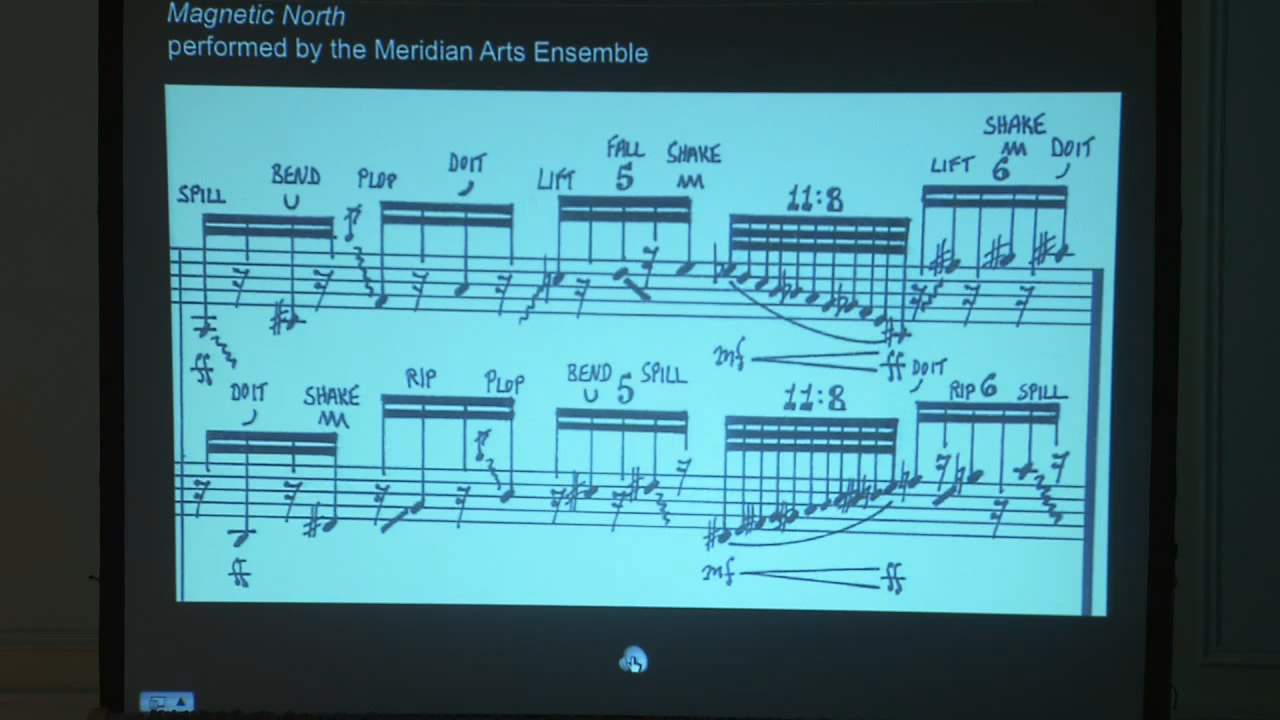 Magnetic North
performed by the Meridian Arts Ensemble
SPILL BEND PLOP DOIT LIFT FALL SHAKE LIFT SHAKE DOIT
5 11:8 6
ff mf ff
DOIT SHAKE RIP PLOP BEND 5 SPILL 11:8 DOIT RIP 6 SPILL
ff mf ff